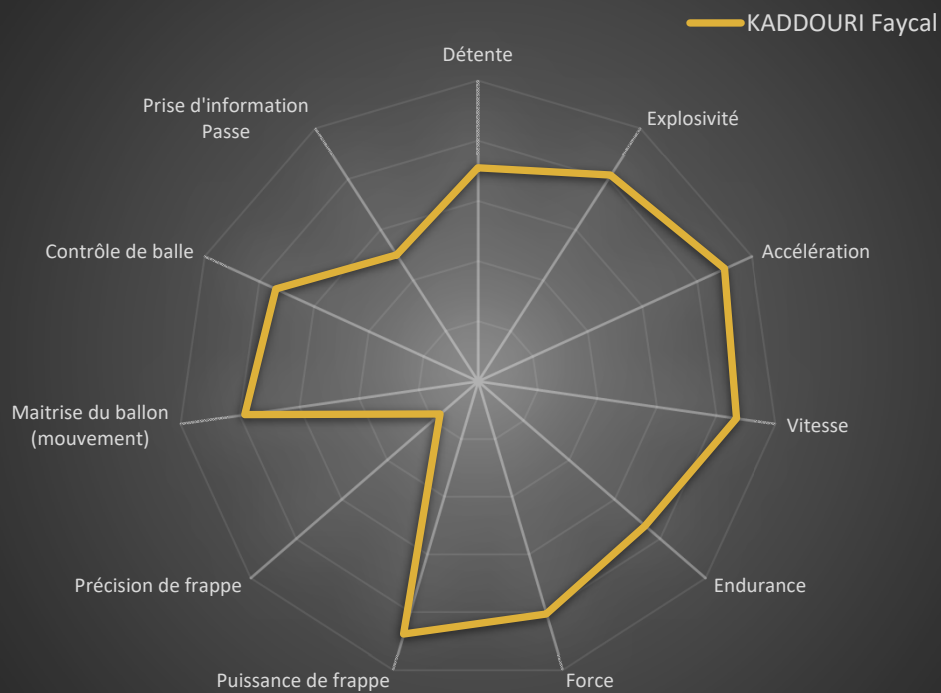 KADDOURI Faycal
Détente
Explosivité
Accélération
Vitesse
Endurance
Force
Puissance de frappe
Précision de frappe
Maitrise du ballon
(mouvement)
Contrôle de balle
Prise d'information
Passe